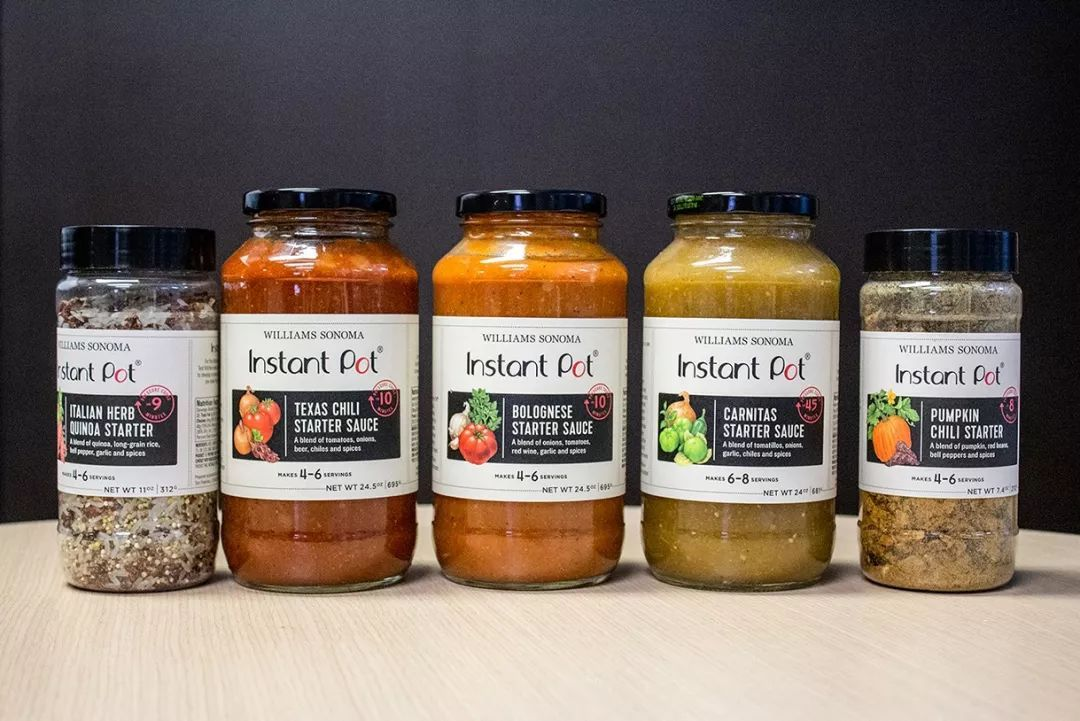 WILLIAMS SONOMA
Instant Pot®
-9
MINUTES
ITALIAN HERB
QUINOA STARTER
A blend of quinoa, long-grain rice,
bell pepper, garlic and spices
MAKES 4-6 SERVINGS
NET WT 11OZ | 312G
WILLIAMS SONOMA
Instant Pot®
-10
MINUTES
TEXAS CHILI
STARTER SAUCE
A blend of tomatoes, onions,
beer, chiles and spices
MAKES 4-6 SERVINGS
NET WT 24.5OZ | 695
WILLIAMS SONOMA
Instant Pot®
-10
MINUTES
BOLOGNESE
STARTER SAUCE
A blend of onions, tomatoes,
red wine, garlic and spices
MAKES 4-6 SERVINGS
NET WT 24.5OZ | 695
WILLIAMS SONOMA
Instant Pot®
-45
MINUTES
CARNITAS
STARTER SAUCE
A blend of tomatillos, onions,
garlic, chiles and spices
MAKES 6-8 SERVINGS
NET WT 24OZ | 681
WILLIAMS SONOMA
Instant Pot®
8
PUMPKIN
CHILI STARTER
A blend of pumpkin, red beans,
bell peppers and spices
MAKES 4-6 SERVINGS
NET WT 7.4OZ